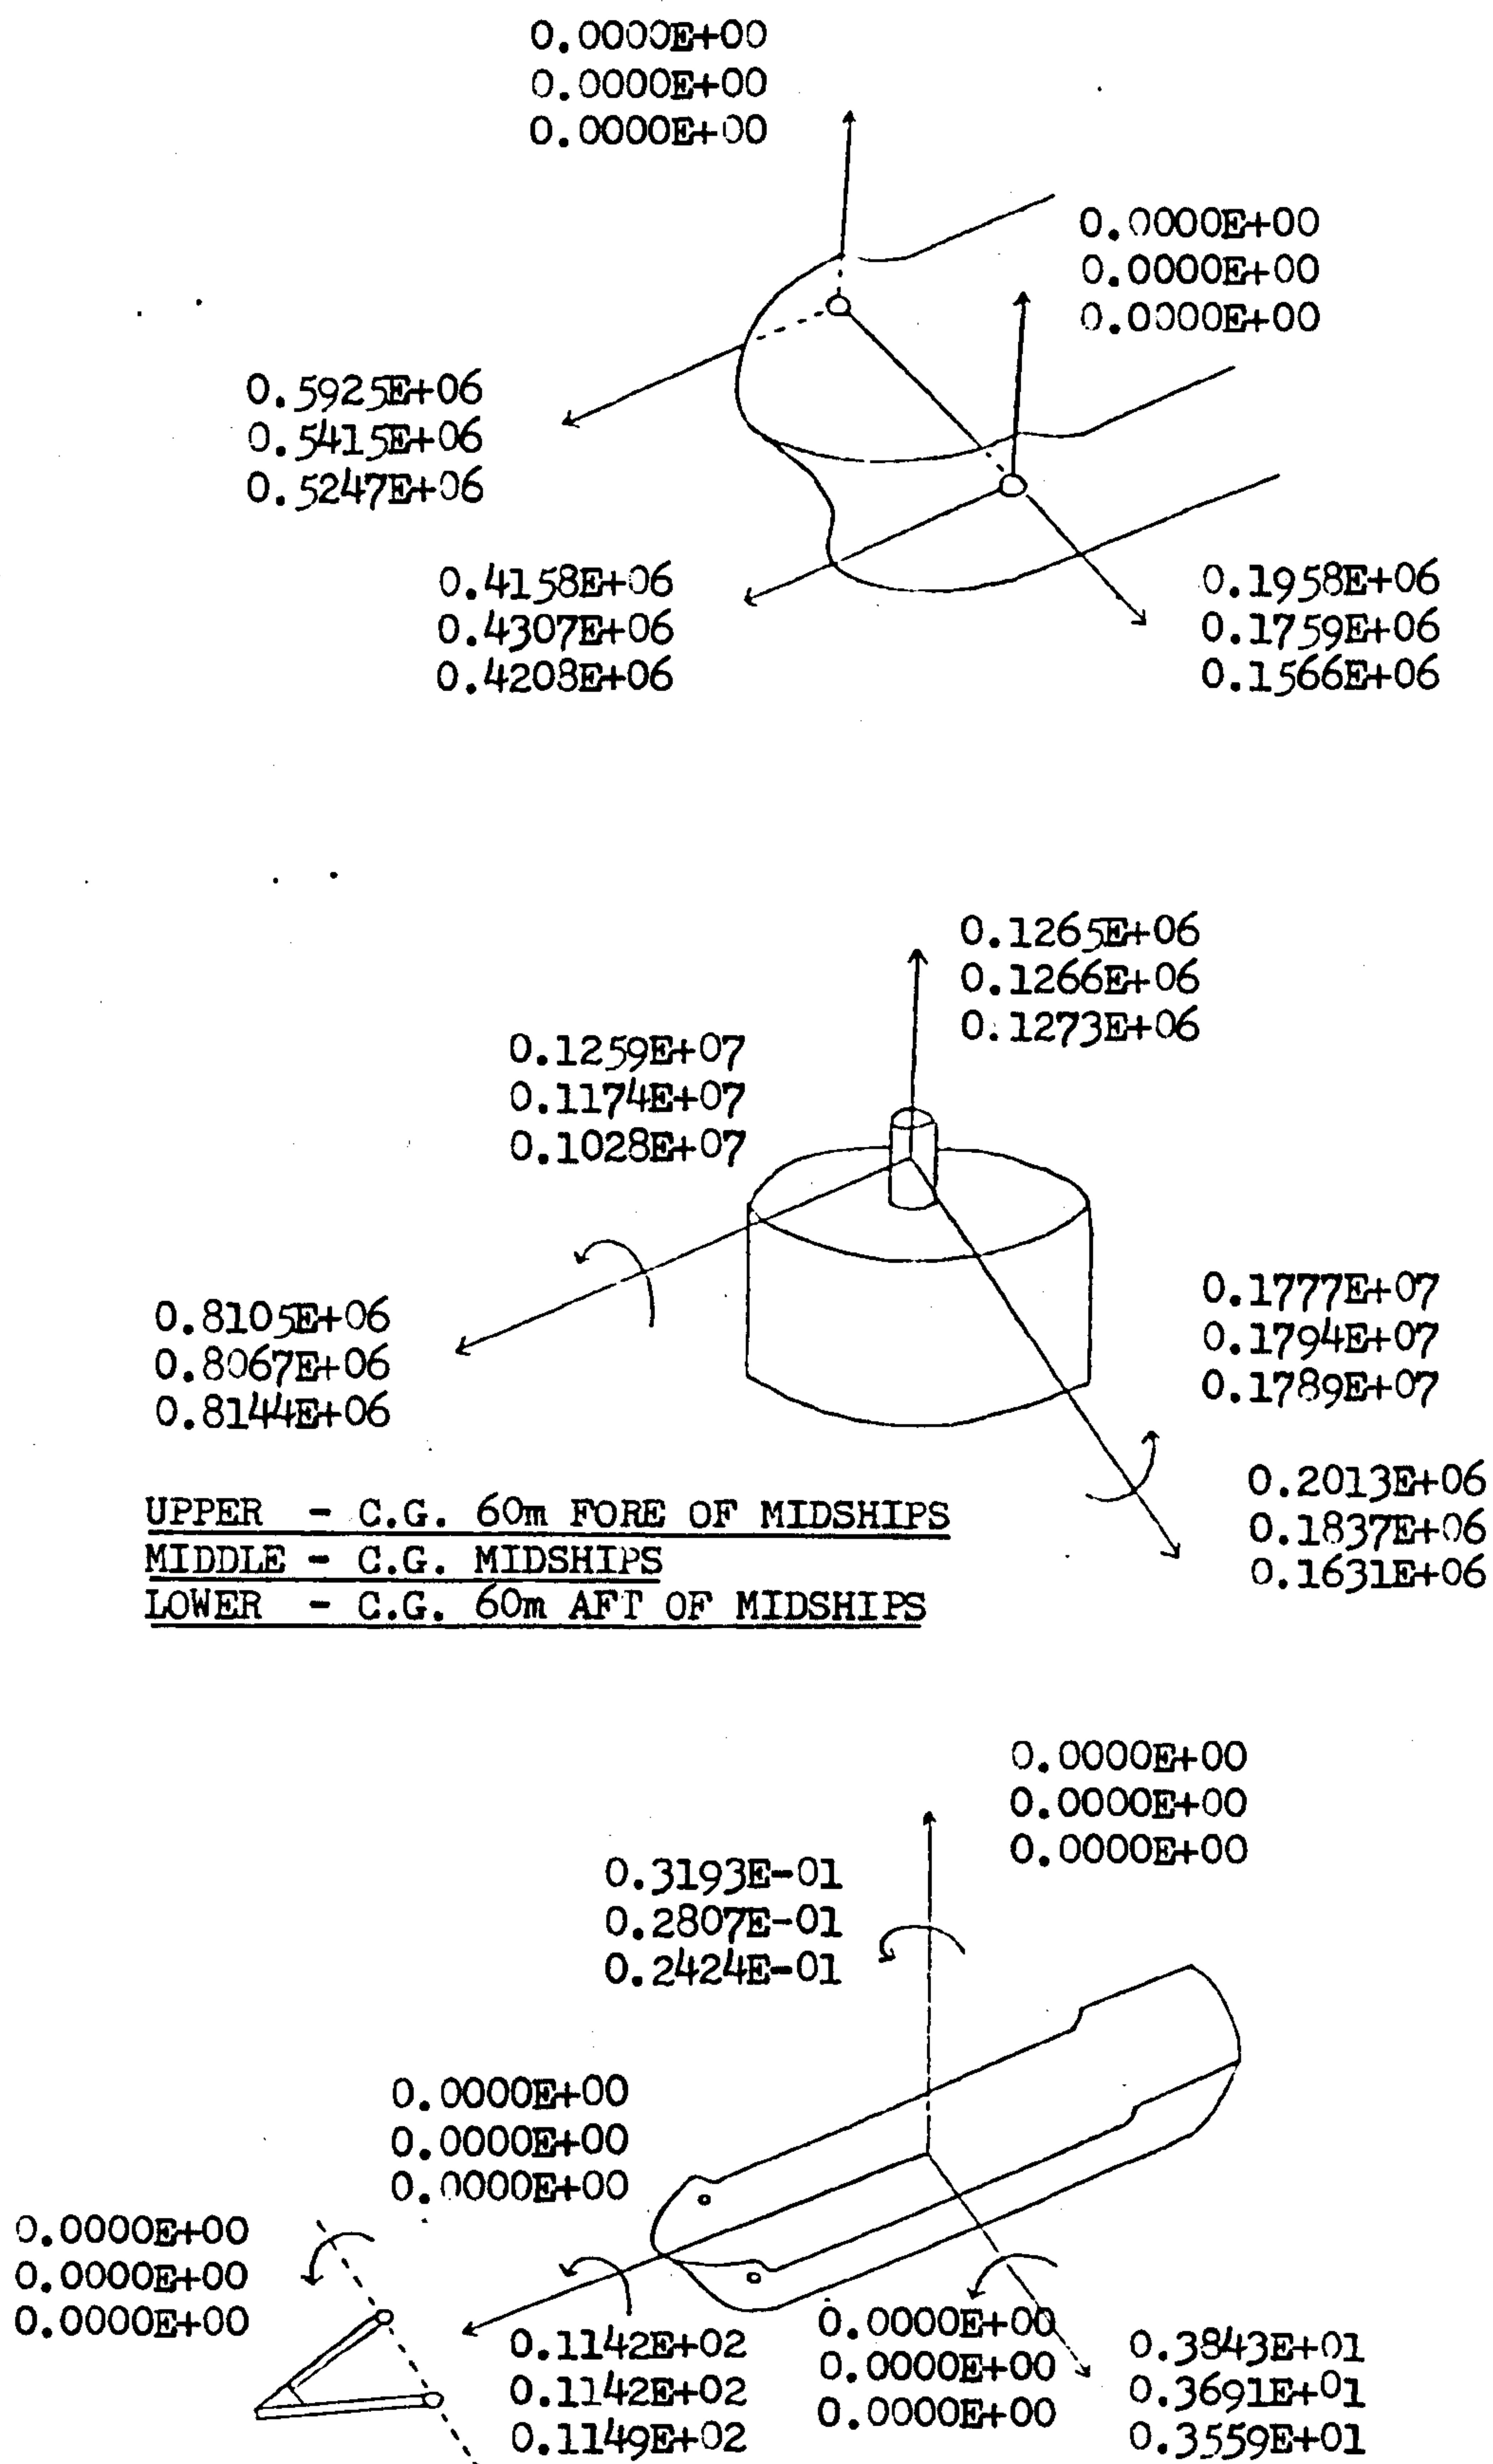 0.0000E+00
0.0000E+00
0.0000E+00
0.0000E+00
0.0000E+00
0.0000E+00
0.5925E+06
0.5415E+06
0.5247E+06
0.4158E+06
0.4307E+06
0.4208E+06
0.1958E+06
0.1759E+06
0.1566E+06
0.1265E+06
0.1266E+06
0.1273E+06
0.1259E+07
0.1174E+07
0.1028E+07
0.8105E+06
0.8067E+06
0.8144E+06
0.1777E+07
0.1794E+07
0.1789E+07
0.2013E+06
0.1837E+06
0.1631E+06
UPPER - C.G. 60m FORE OF MIDSHIPS
MIDDLE - C.G. MIDSHIPS
LOWER - C.G. 60m AFT OF MIDSHIPS
0.0000E+00
0.0000E+00
0.0000E+00
0.3193E-01
0.2807E-01
0.2424E-01
0.0000E+00
0.0000E+00
0.0000E+00
0.0000E+00
0.0000E+00
0.0000E+00
0.1142E+02
0.1142E+02
0.1149E+02
0.0000E+00
0.0000E+00
0.0000E+00
0.3843E+01
0.3691E+01
0.3559E+01